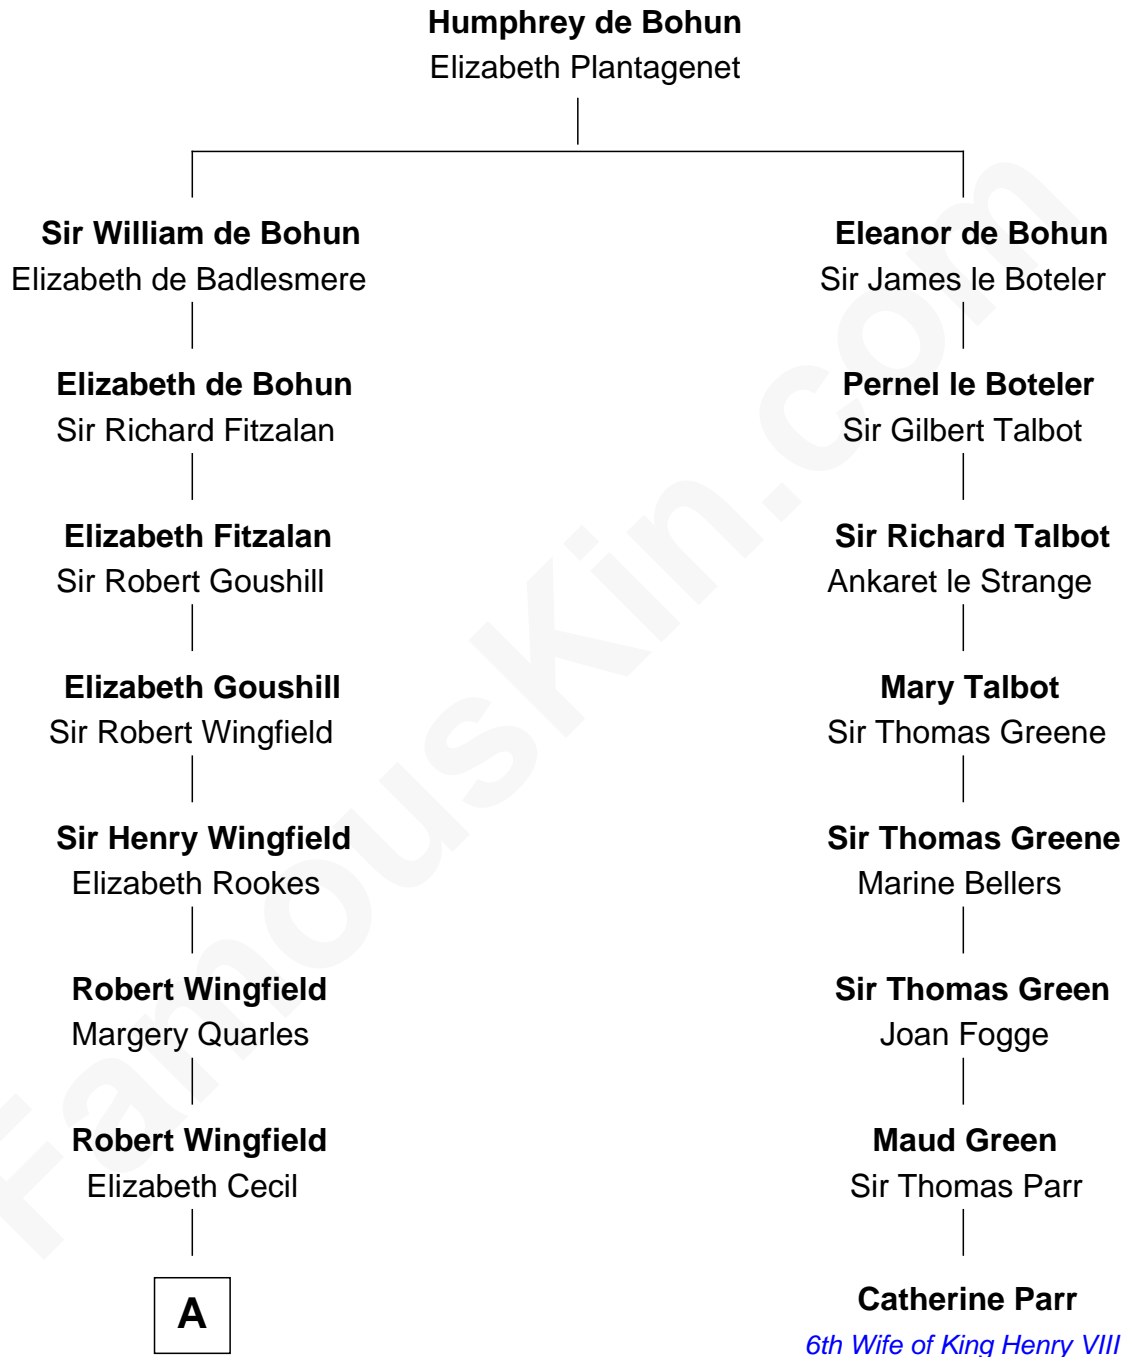 Humphrey de Bohun
Elizabeth Plantagenet
Sir William de Bohun
Elizabeth de Badlesmere
Eleanor de Bohun
Sir James le Boteler
Elizabeth de Bohun
Sir Richard Fitzalan
Pernel le Boteler
Sir Gilbert Talbot
Elizabeth Fitzalan
Sir Robert Goushill
Sir Richard Talbot
Ankaret le Strange
Elizabeth Goushill
Sir Robert Wingfield
Mary Talbot
Sir Thomas Greene
Sir Henry Wingfield
Elizabeth Rookes
Sir Thomas Greene
Marine Bellers
Robert Wingfield
Margery Quarles
Sir Thomas Green
Joan Fogge
Robert Wingfield
Elizabeth Cecil
Maud Green
Sir Thomas Parr
A
Catherine Parr
6th Wife of King Henry VIII
FamousKin.com